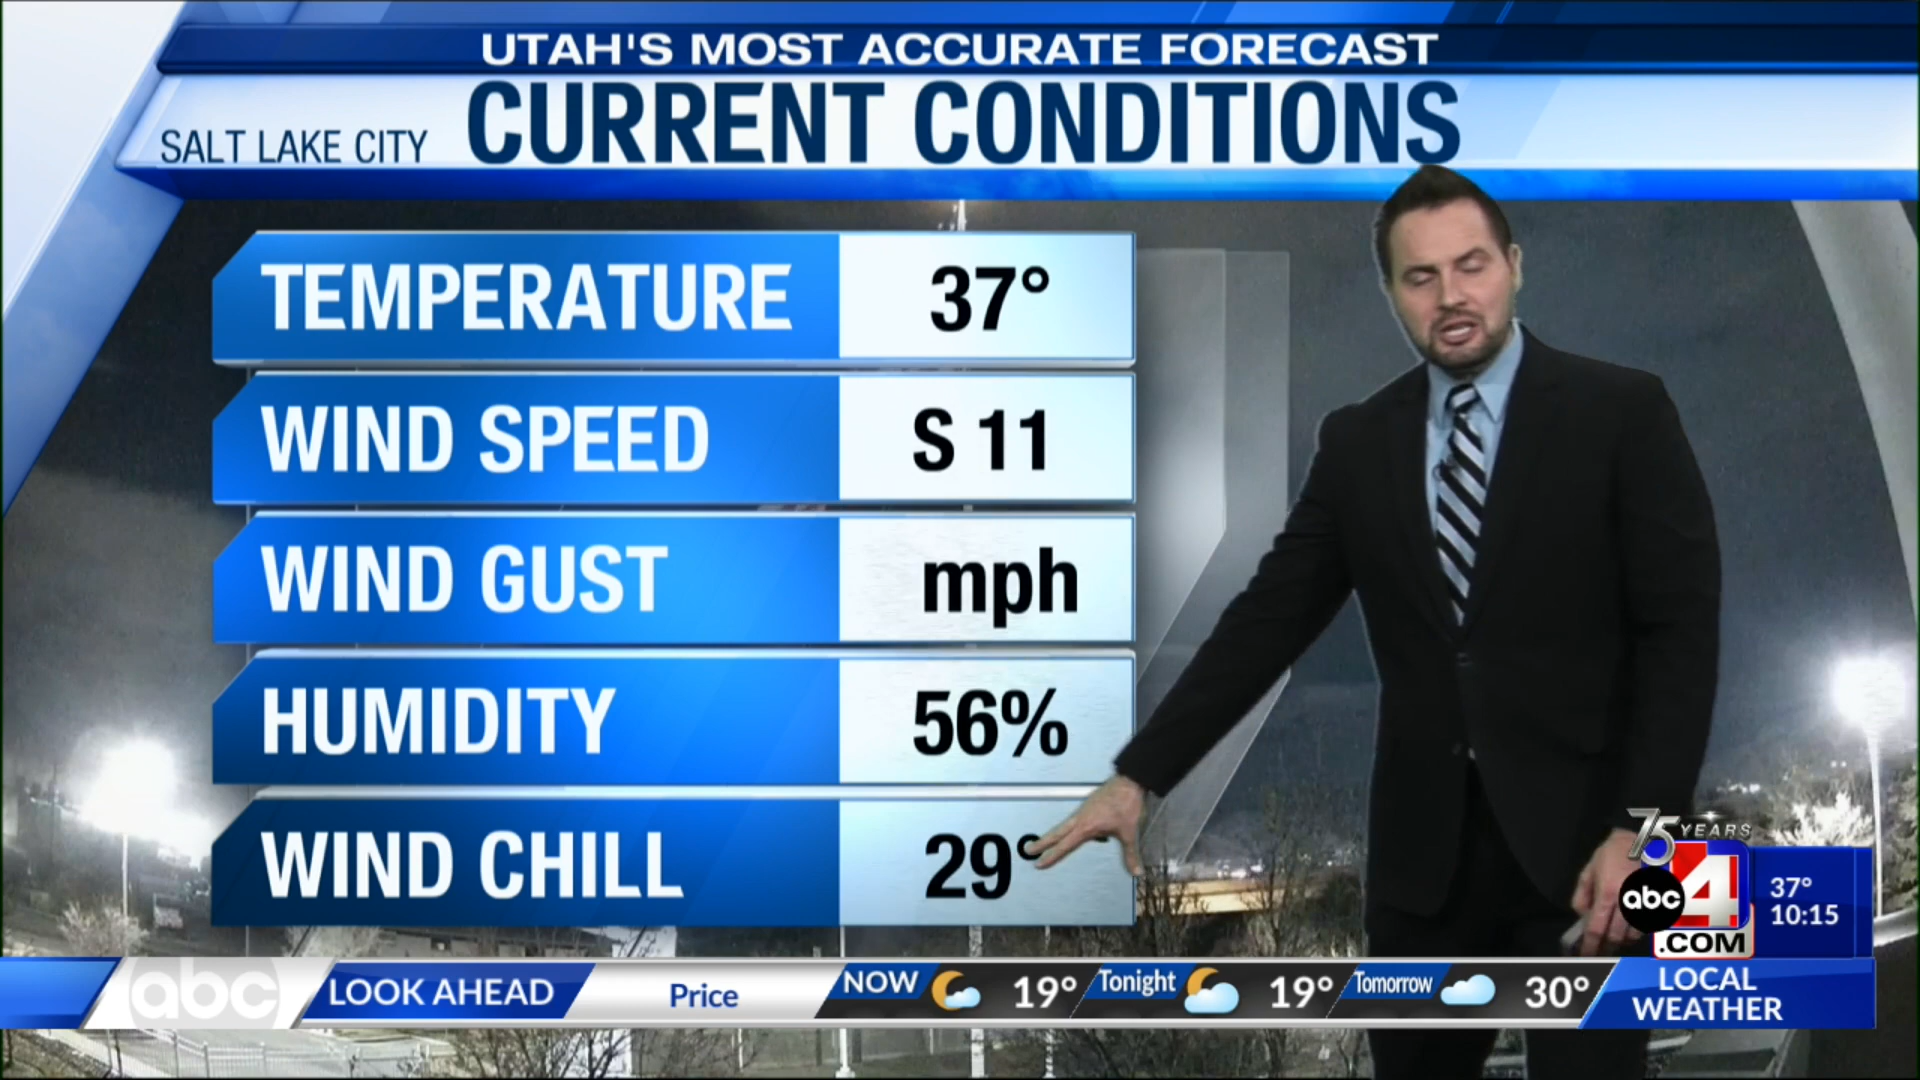 UTAH'S MOST ACCURATE FORECAST
SALT LAKE CITY CURRENT CONDITIONS
TEMPERATURE 37°
WIND SPEED S 11
WIND GUST mph
HUMIDITY 56%
WIND CHILL 29°
75 YEARS
abc 4
.COM
37°
10:15
abc LOOK AHEAD Price NOW 19° Tonight 19° Tomorrow 30°
LOCAL
WEATHER